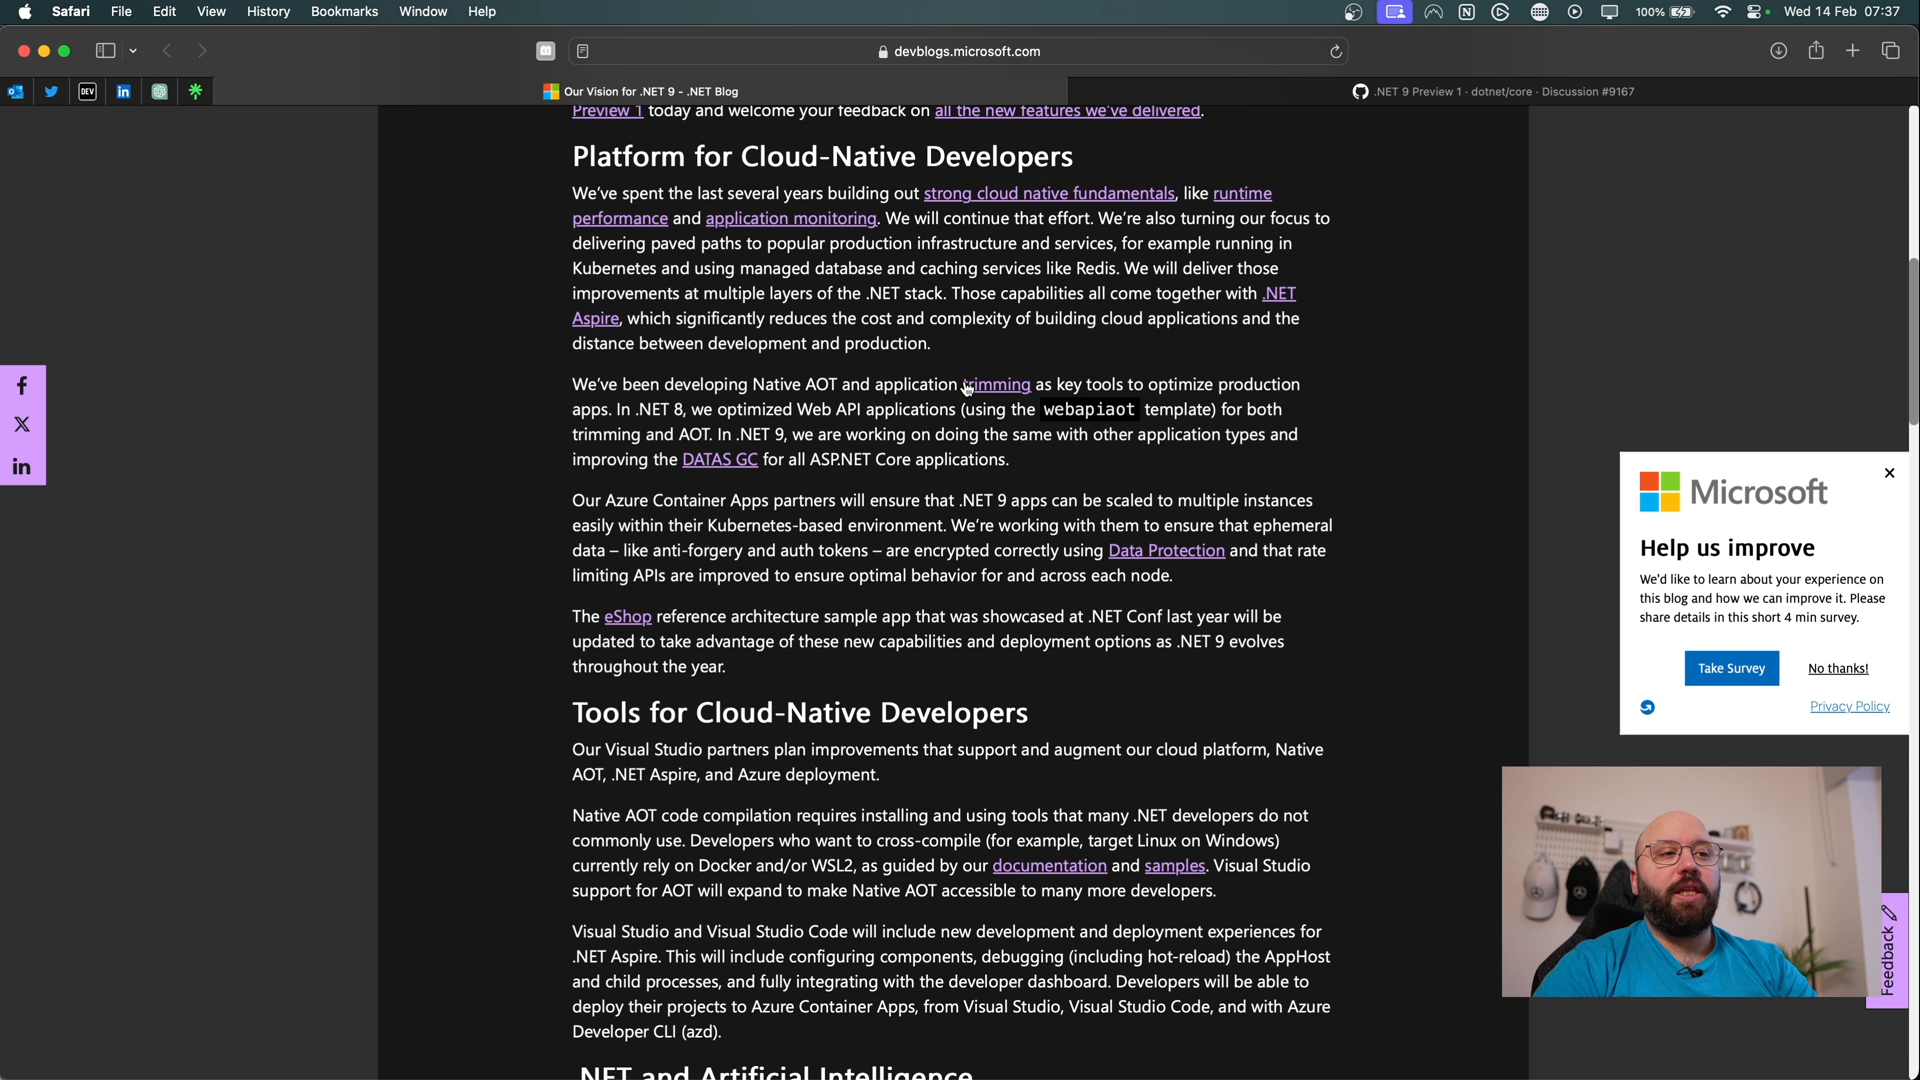 Safari File Edit View History Bookmarks Window Help 100% Wed 14 Feb 07:37
devblogs.microsoft.com
DEV
Our Vision for .NET 9 - .NET Blog
.NET 9 Preview 1 · dotnet/core · Discussion #9167
Preview 1 today and welcome your feedback on all the new features we've delivered.
Platform for Cloud-Native Developers
We've spent the last several years building out strong cloud native fundamentals, like runtime
performance and application monitoring. We will continue that effort. We're also turning our focus to
delivering paved paths to popular production infrastructure and services, for example running in
Kubernetes and using managed database and caching services like Redis. We will deliver those
improvements at multiple layers of the .NET stack. Those capabilities all come together with .NET
Aspire, which significantly reduces the cost and complexity of building cloud applications and the
distance between development and production.
We've been developing Native AOT and application trimming as key tools to optimize production
apps. In .NET 8, we optimized Web API applications (using the webapiaot template) for both
trimming and AOT. In .NET 9, we are working on doing the same with other application types and
improving the DATAS GC for all ASP.NET Core applications.
Our Azure Container Apps partners will ensure that .NET 9 apps can be scaled to multiple instances
easily within their Kubernetes-based environment. We're working with them to ensure that ephemeral
data – like anti-forgery and auth tokens – are encrypted correctly using Data Protection and that rate
limiting APIs are improved to ensure optimal behavior for and across each node.
The eShop reference architecture sample app that was showcased at .NET Conf last year will be
updated to take advantage of these new capabilities and deployment options as .NET 9 evolves
throughout the year.
Tools for Cloud-Native Developers
Our Visual Studio partners plan improvements that support and augment our cloud platform, Native
AOT, .NET Aspire, and Azure deployment.
Native AOT code compilation requires installing and using tools that many .NET developers do not
commonly use. Developers who want to cross-compile (for example, target Linux on Windows)
currently rely on Docker and/or WSL2, as guided by our documentation and samples. Visual Studio
support for AOT will expand to make Native AOT accessible to many more developers.
Visual Studio and Visual Studio Code will include new development and deployment experiences for
.NET Aspire. This will include configuring components, debugging (including hot-reload) the AppHost
and child processes, and fully integrating with the developer dashboard. Developers will be able to
deploy their projects to Azure Container Apps, from Visual Studio, Visual Studio Code, and with Azure
Developer CLI (azd).
.NET and Artificial Intelligence
Microsoft
Help us improve
We'd like to learn about your experience on
this blog and how we can improve it. Please
share details in this short 4 min survey.
Take Survey No thanks!
Privacy Policy
Feedback